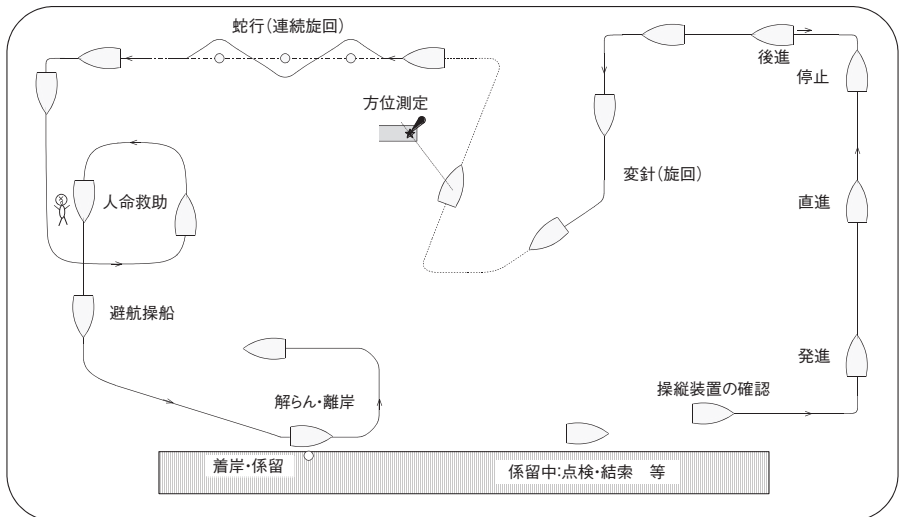 蛇行（連続旋回）
後進
停止
方位測定
変針（旋回）
直進
人命救助
避航操船
発進
操縦装置の確認
解らん・離岸
着岸・係留
係留中：点検・結索　等